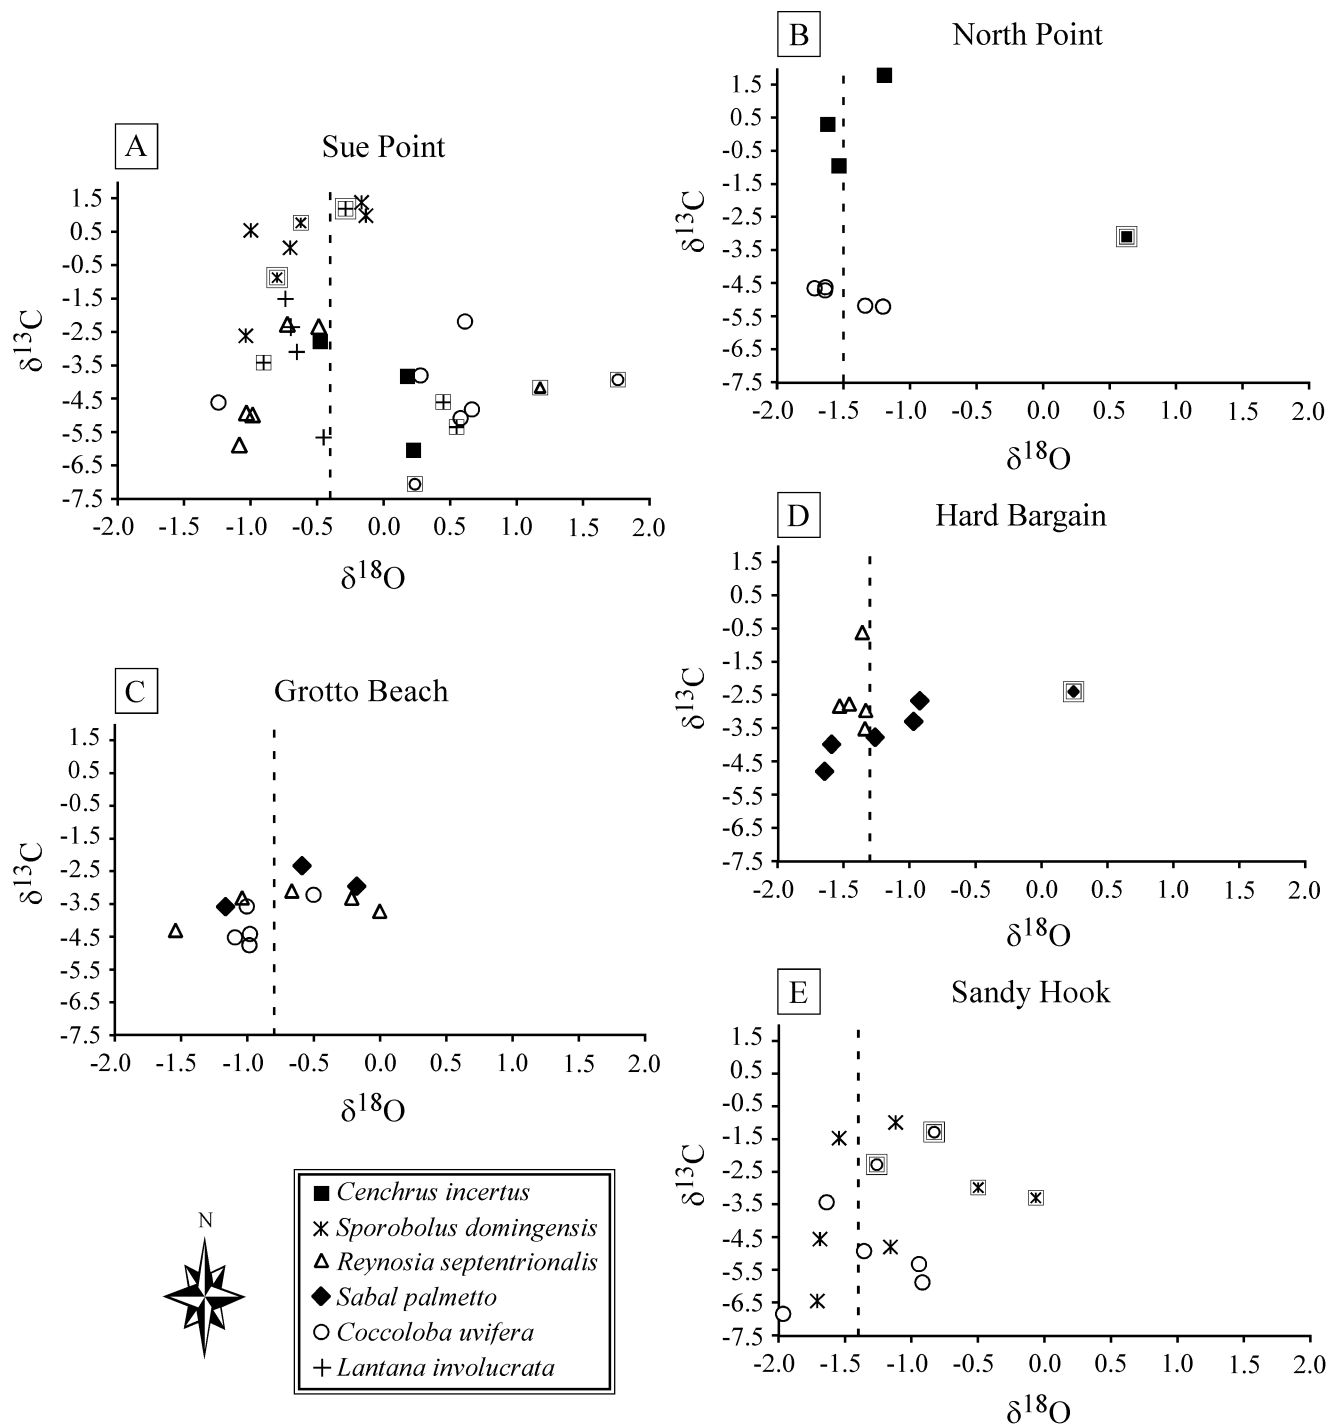 A
Sue Point
1.5
0.5
-0.5
-1.5
-2.5
-3.5
-4.5
-5.5
-6.5
-7.5
δ13C
-2.0 -1.5 -1.0 -0.5 0.0 0.5 1.0 1.5 2.0
δ18O
B
North Point
1.5
0.5
-0.5
-1.5
-2.5
-3.5
-4.5
-5.5
-6.5
-7.5
δ13C
-2.0 -1.5 -1.0 -0.5 0.0 0.5 1.0 1.5 2.0
δ18O
C
Grotto Beach
1.5
0.5
-0.5
-1.5
-2.5
-3.5
-4.5
-5.5
-6.5
-7.5
δ13C
-2.0 -1.5 -1.0 -0.5 0.0 0.5 1.0 1.5 2.0
δ18O
D
Hard Bargain
1.5
0.5
-0.5
-1.5
-2.5
-3.5
-4.5
-5.5
-6.5
-7.5
δ13C
-2.0 -1.5 -1.0 -0.5 0.0 0.5 1.0 1.5 2.0
δ18O
E
Sandy Hook
1.5
0.5
-0.5
-1.5
-2.5
-3.5
-4.5
-5.5
-6.5
-7.5
δ13C
-2.0 -1.5 -1.0 -0.5 0.0 0.5 1.0 1.5 2.0
δ18O
N
Cenchrus incertus
Sporobolus domingensis
Reynosia septentrionalis
Sabal palmetto
Coccoloba uvifera
Lantana involucrata